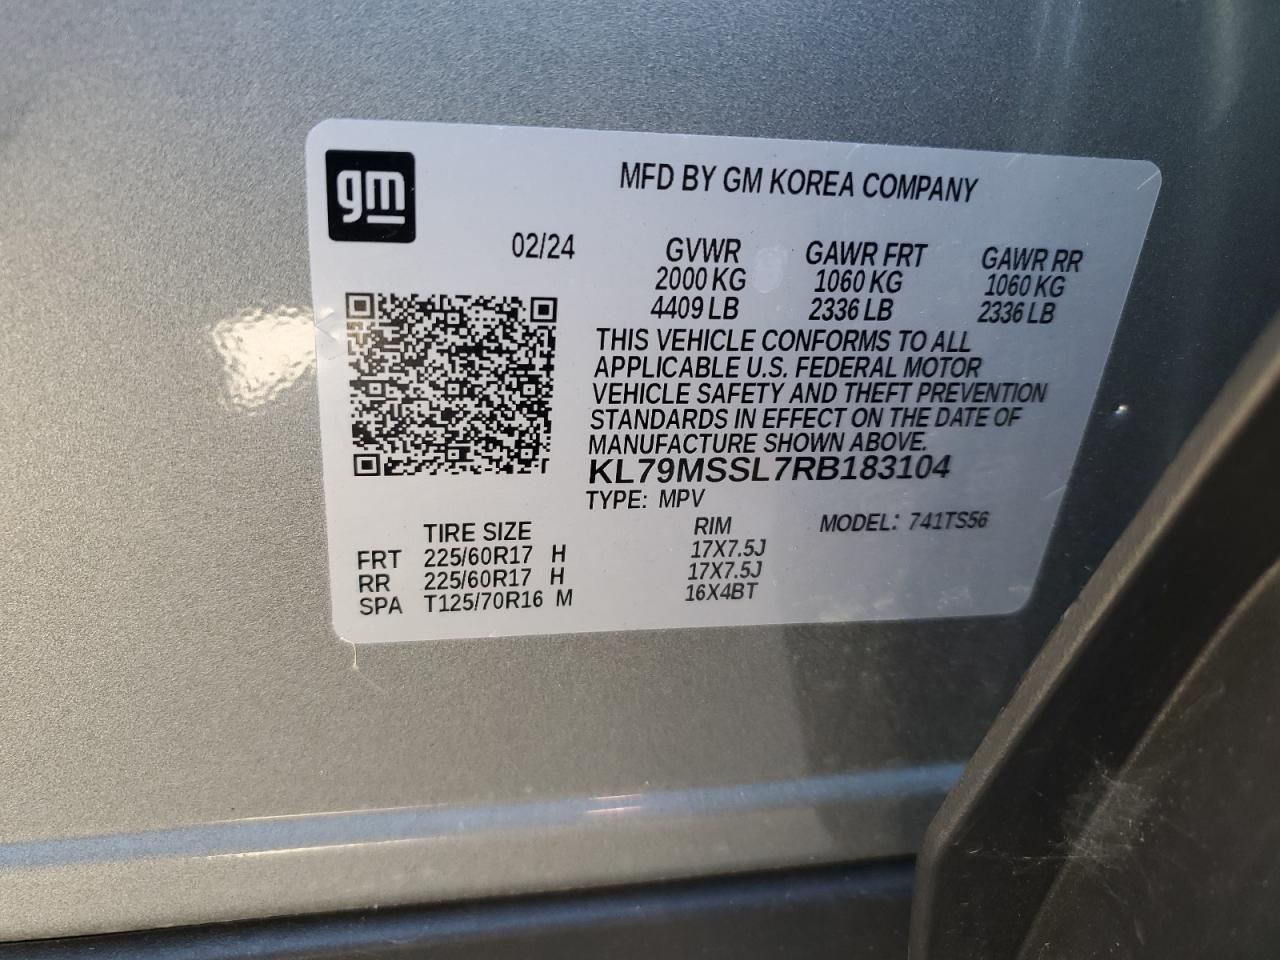 gm
MFD BY GM KOREA COMPANY
02/24 GVWR GAWR FRT GAWR RR
2000 KG 1060 KG 1060 KG
4409 LB 2336 LB 2336 LB
THIS VEHICLE CONFORMS TO ALL
APPLICABLE U.S. FEDERAL MOTOR
VEHICLE SAFETY AND THEFT PREVENTION
STANDARDS IN EFFECT ON THE DATE OF
MANUFACTURE SHOWN ABOVE.
KL79MSSL7RB183104
TYPE: MPV
TIRE SIZE RIM MODEL: 741TS56
FRT 225/60R17 H 17X7.5J
RR 225/60R17 H 17X7.5J
SPA T125/70R16 M 16X4BT